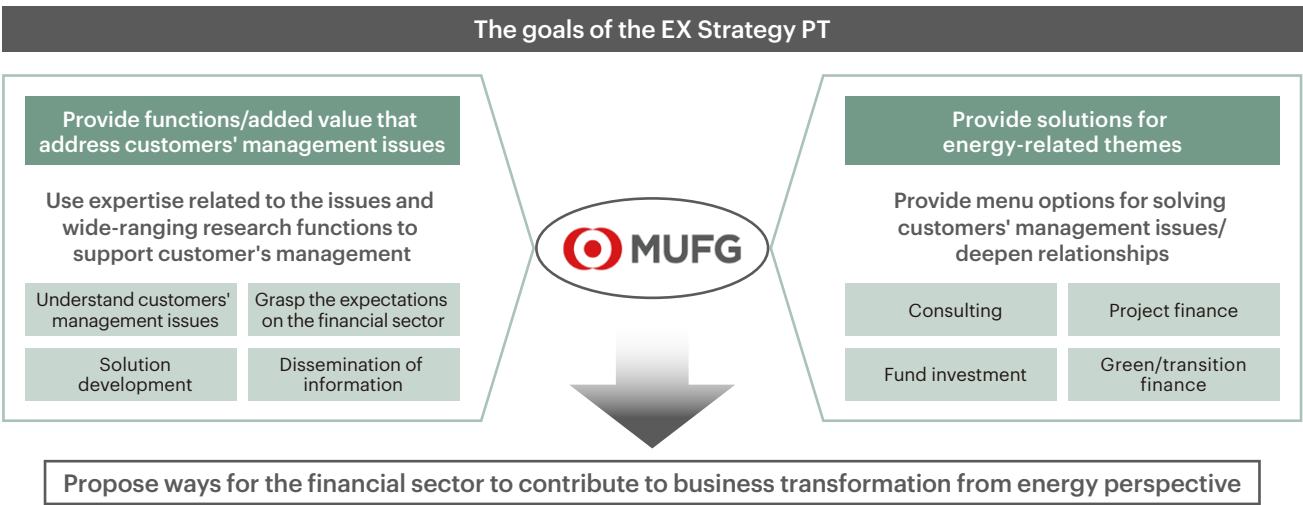 The goals of the EX Strategy PT
Provide functions/added value that
address customers' management issues
Use expertise related to the issues and
wide-ranging research functions to
support customer's management
Understand customers'
management issues
Grasp the expectations
on the financial sector
Solution
development
Dissemination of
information
MUFG
Provide solutions for
energy-related themes
Provide menu options for solving
customers' management issues/
deepen relationships
Consulting
Project finance
Fund investment
Green/transition
finance
Propose ways for the financial sector to contribute to business transformation from energy perspective